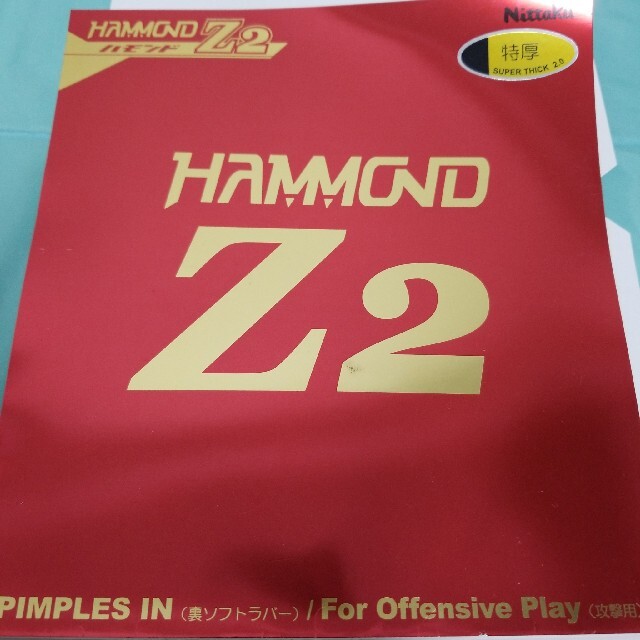 HAMMOND Z2
ハモンド
Nittaku
特厚
SUPER THICK 2.0
HAMMOND
Z2
PIMPLES IN (裏ソフトラバー) / For Offensive Play (攻撃用)